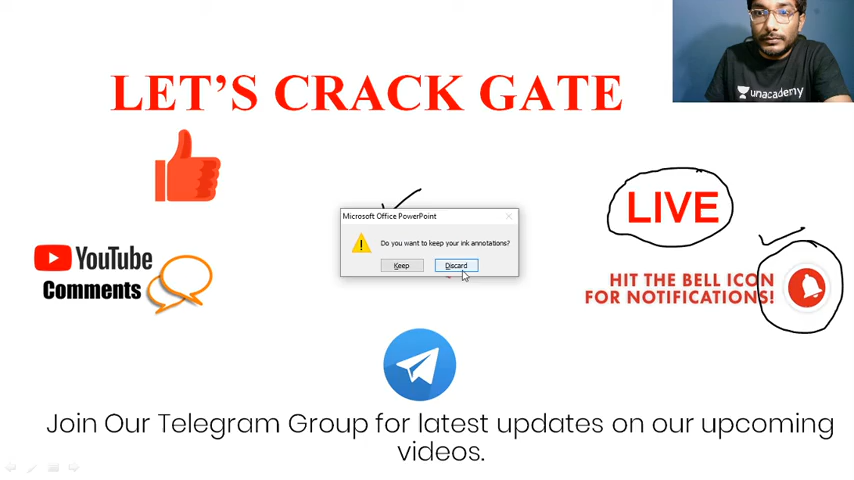 LET'S CRACK GATE
unacademy
LIVE
Microsoft Office PowerPoint
Do you want to keep your ink annotations?
Keep
Discard
YouTube
Comments
HIT THE BELL ICON
FOR NOTIFICATIONS!
Join Our Telegram Group for latest updates on our upcoming
videos.